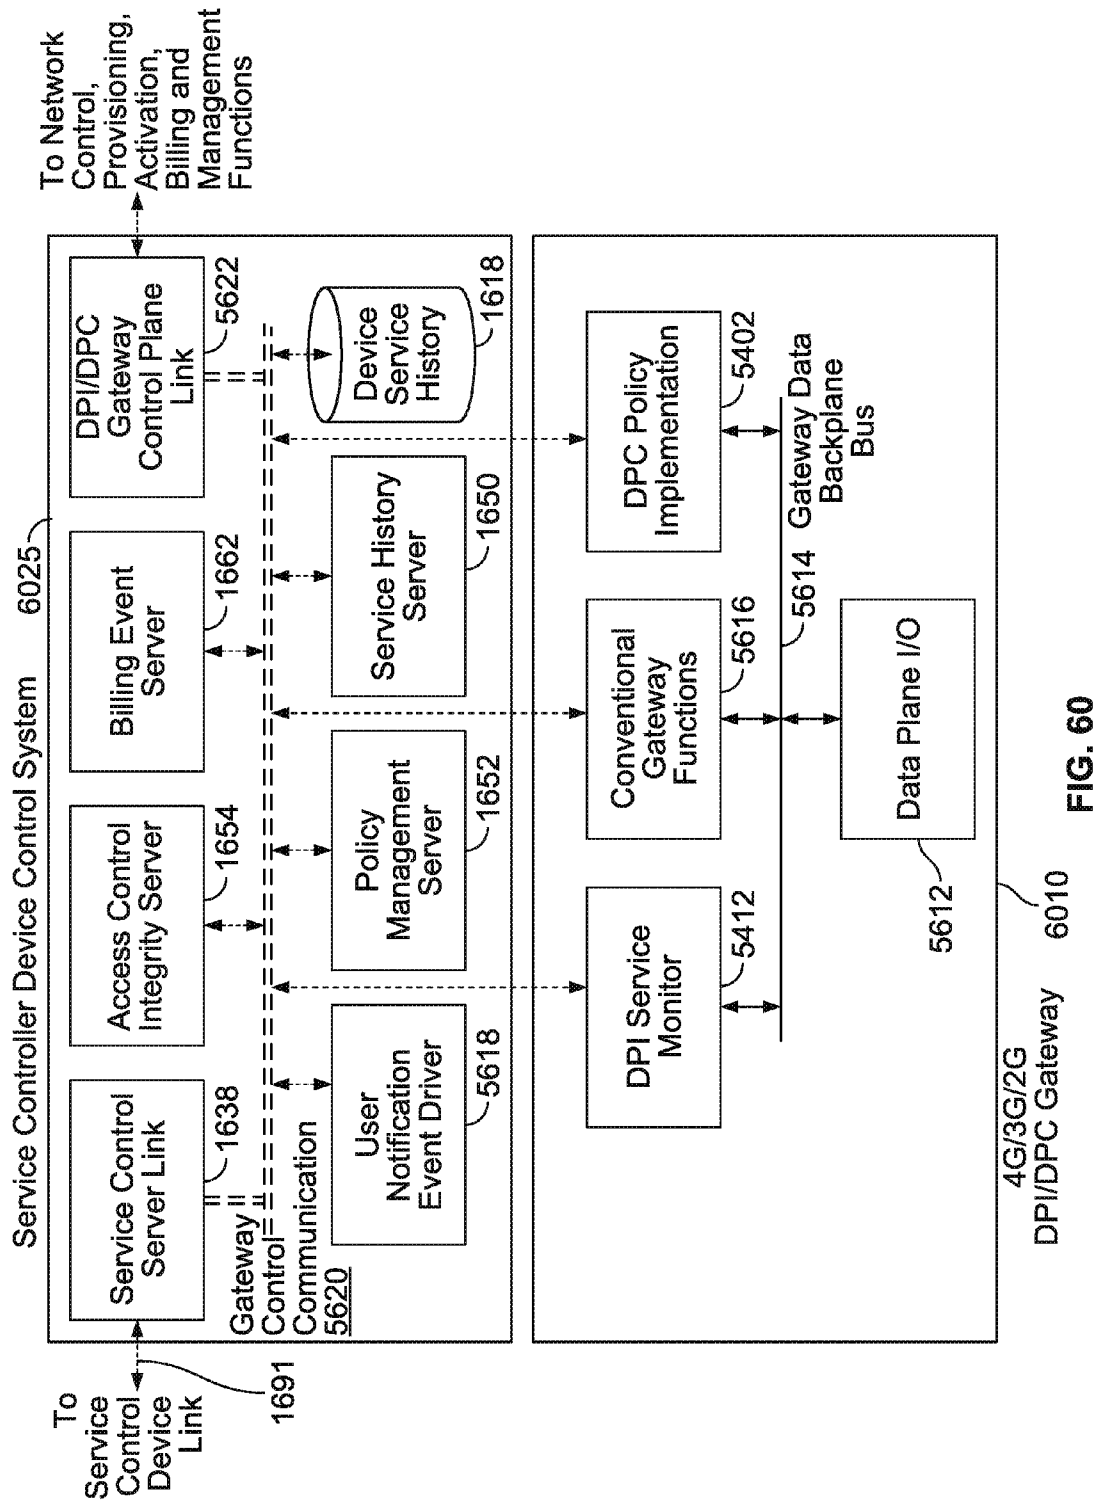 Service Controller Device Control System
6025
To
Service
Control
Device
Link
1691
Service Control
Server Link
1638
Access Control
Integrity Server
1654
Billing Event
Server
1662
DPI/DPC
Gateway
Control Plane
Link
5622
To Network
Control,
Provisioning,
Activation,
Billing and
Management
Functions
Gateway
Control
Communication
5620
User
Notification
Event Driver
5618
Policy
Management
Server
1652
Service History
Server
1650
Device
Service
History
1618
DPI Service
Monitor
5412
Conventional
Gateway
Functions
5616
DPC Policy
Implementation
5402
5614
Gateway Data
Backplane
Bus
Data Plane I/O
5612
4G/3G/2G
DPI/DPC Gateway
6010
FIG. 60